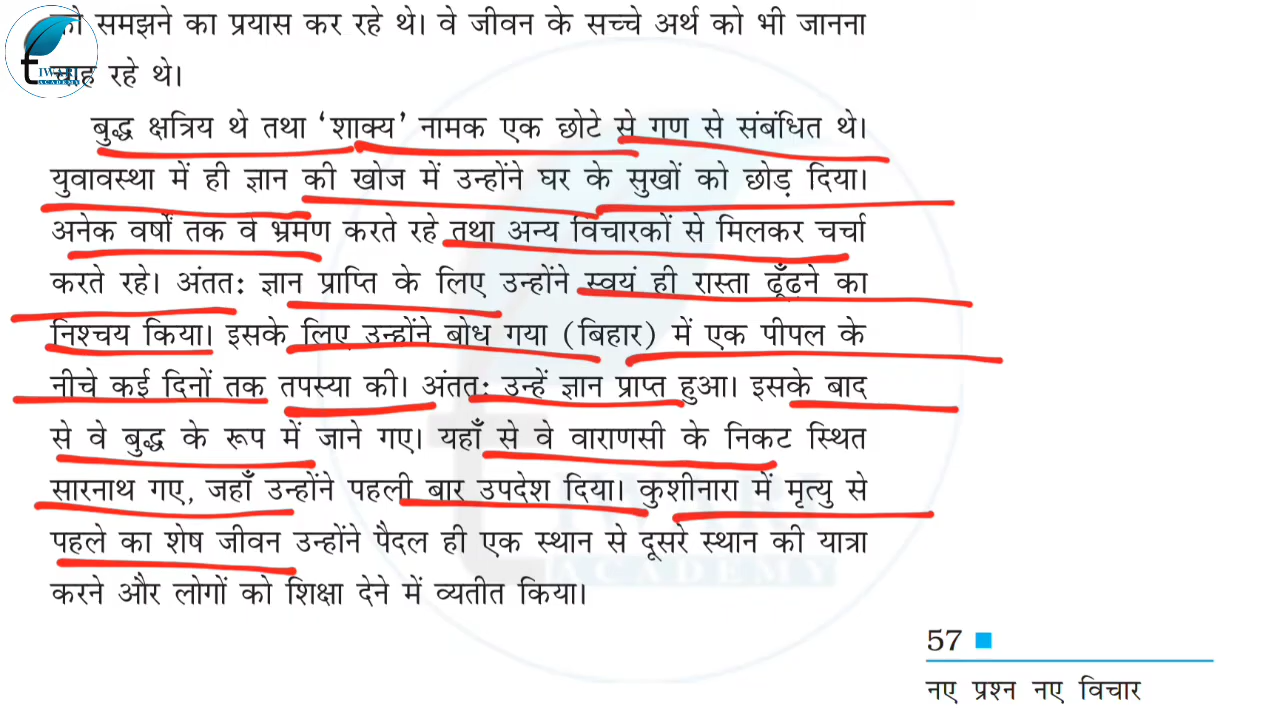 को समझने का प्रयास कर रहे थे। वे जीवन के सच्चे अर्थ को भी जानना
चाह रहे थे।
बुद्ध क्षत्रिय थे तथा ‘शाक्य’ नामक एक छोटे से गण से संबंधित थे।
युवावस्था में ही ज्ञान की खोज में उन्होंने घर के सुखों को छोड़ दिया।
अनेक वर्षों तक वे भ्रमण करते रहे तथा अन्य विचारकों से मिलकर चर्चा
करते रहे। अंततः ज्ञान प्राप्ति के लिए उन्होंने स्वयं ही रास्ता ढूँढ़ने का
निश्चय किया। इसके लिए उन्होंने बोध गया (बिहार) में एक पीपल के
नीचे कई दिनों तक तपस्या की। अंततः उन्हें ज्ञान प्राप्त हुआ। इसके बाद
से वे बुद्ध के रूप में जाने गए। यहाँ से वे वाराणसी के निकट स्थित
सारनाथ गए, जहाँ उन्होंने पहली बार उपदेश दिया। कुशीनारा में मृत्यु से
पहले का शेष जीवन उन्होंने पैदल ही एक स्थान से दूसरे स्थान की यात्रा
करने और लोगों को शिक्षा देने में व्यतीत किया।
57
नए प्रश्न नए विचार
TIWARI
ACADEMY